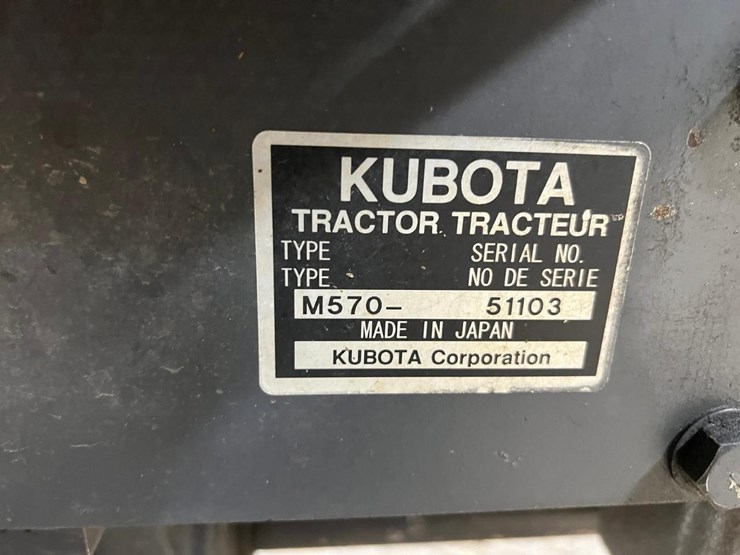 KUBOTA
TRACTOR TRACTEUR
TYPE SERIAL NO.
TYPE NO DE SERIE
M570- 51103
MADE IN JAPAN
KUBOTA Corporation